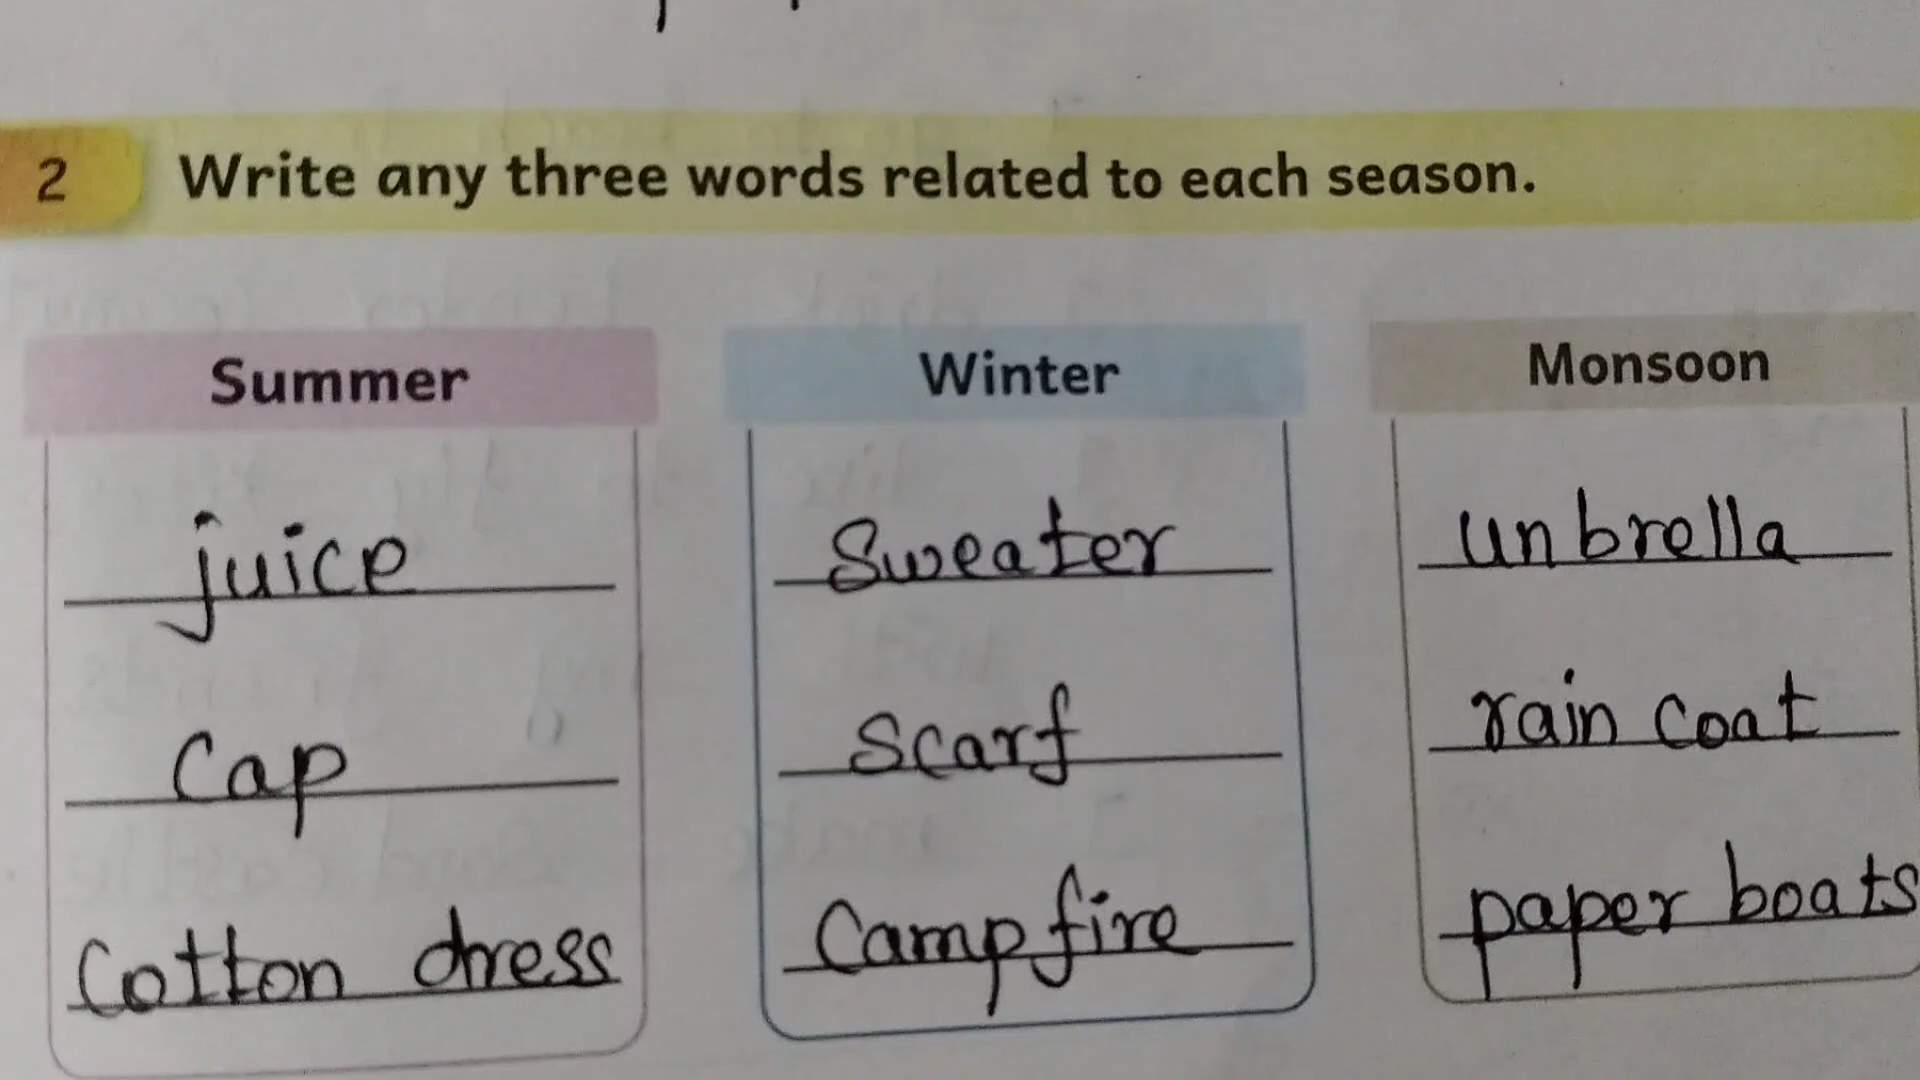 2 Write any three words related to each season.
Summer Winter Monsoon
juice Sweater unbrella
Cap Scarf rain coat
Cotton dress Campfire paper boats